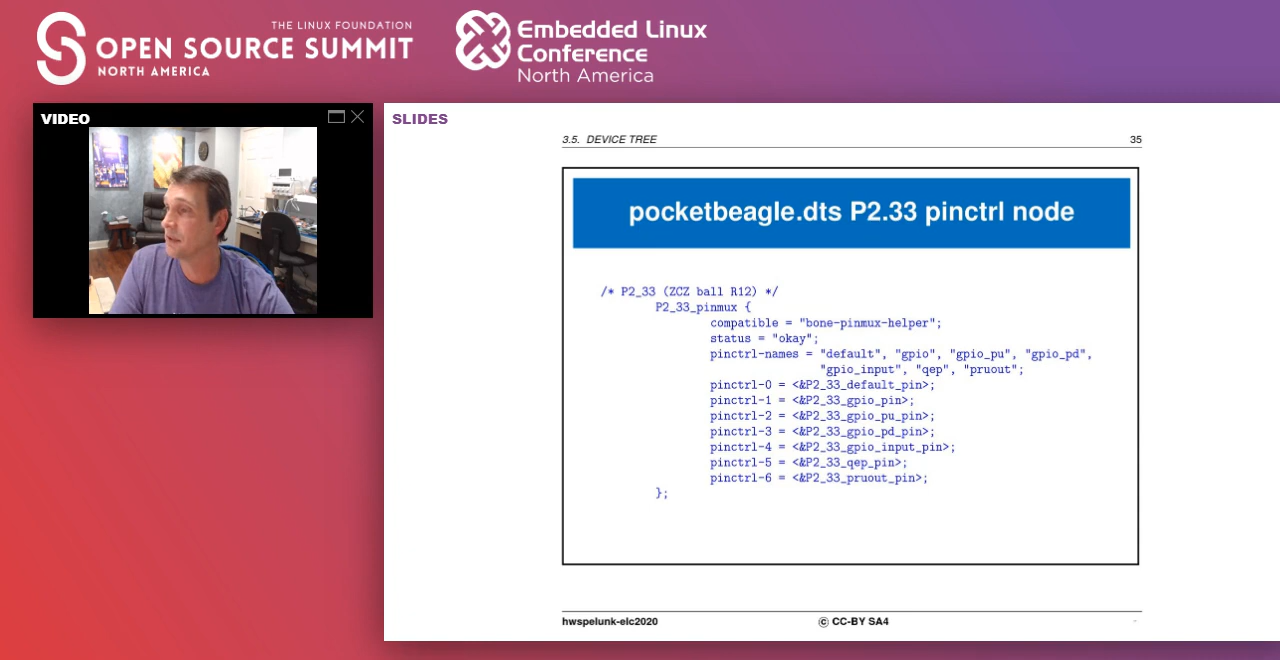 THE LINUX FOUNDATION
OPEN SOURCE SUMMIT
NORTH AMERICA
Embedded Linux
Conference
North America
VIDEO
SLIDES
3.5. DEVICE TREE 35
pocketbeagle.dts P2.33 pinctrl node
/* P2_33 (ZCZ ball R12) */
P2_33_pinmux {
compatible = "bone-pinmux-helper";
status = "okay";
pinctrl-names = "default", "gpio", "gpio_pu", "gpio_pd",
"gpio_input", "qep", "pruout";
pinctrl-0 = <&P2_33_default_pin>;
pinctrl-1 = <&P2_33_gpio_pin>;
pinctrl-2 = <&P2_33_gpio_pu_pin>;
pinctrl-3 = <&P2_33_gpio_pd_pin>;
pinctrl-4 = <&P2_33_gpio_input_pin>;
pinctrl-5 = <&P2_33_qep_pin>;
pinctrl-6 = <&P2_33_pruout_pin>;
};
hwspelunk-elc2020 © CC-BY SA4